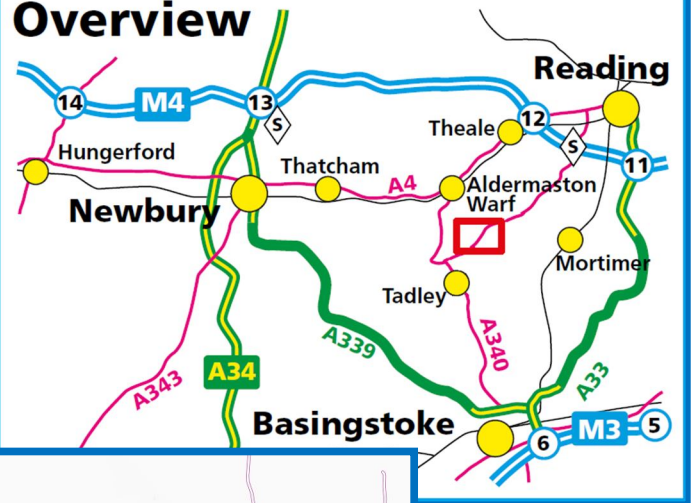 Overview
Reading
14
M4
13
S
12
Theale
S
11
Hungerford
Thatcham
A4
Aldermaston
Warf
Newbury
Mortimer
Tadley
A339
A340
A34
A343
A33
Basingstoke
6
M3
5